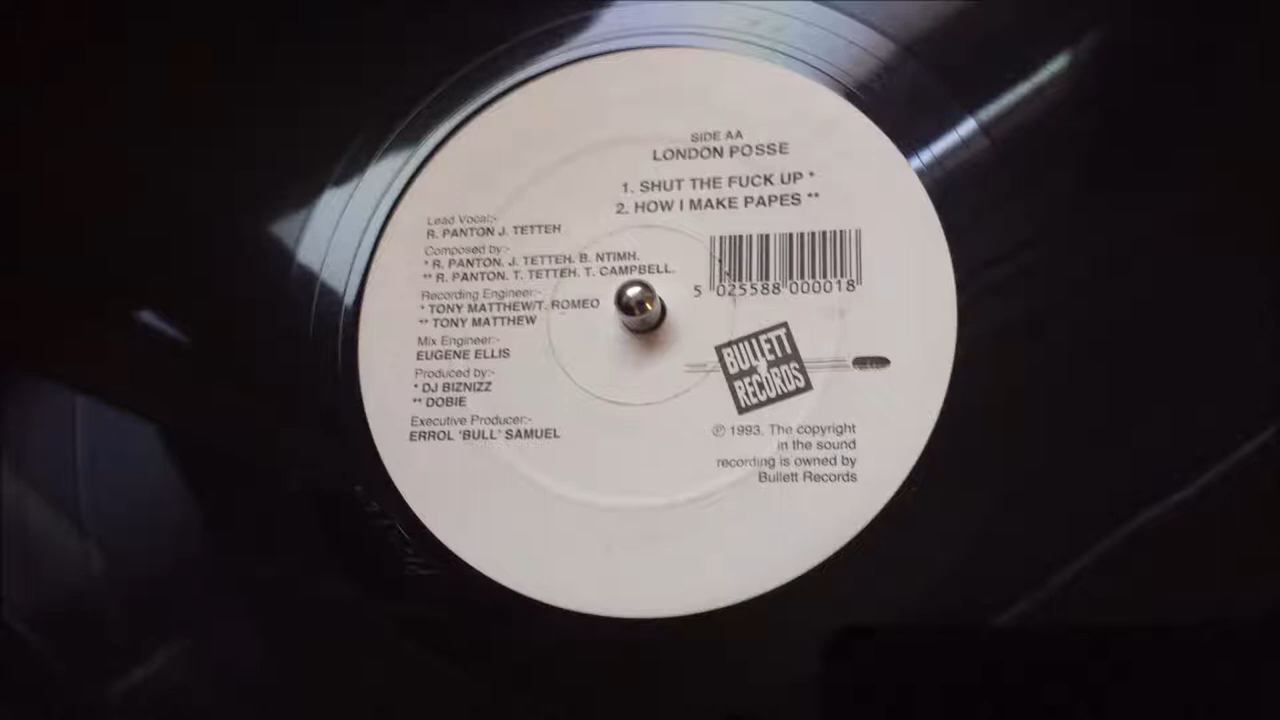 SIDE AA
LONDON POSSE
1. SHUT THE FUCK UP *
2. HOW I MAKE PAPES **
Lead Vocal:-
R. PANTON J. TETTEH
Composed by:-
* R. PANTON. J. TETTEH. B. NTIMH.
** R. PANTON. T. TETTEH. T. CAMPBELL.
Recording Engineer:-
* TONY MATTHEW/T. ROMEO
** TONY MATTHEW
Mix Engineer:-
EUGENE ELLIS
Produced by:-
* DJ BIZNIZZ
** DOBIE
Executive Producer:-
ERROL 'BULL' SAMUEL
5 025588 000018
BULLETT
RECORDS
℗ 1993. The copyright
in the sound
recording is owned by
Bullett Records